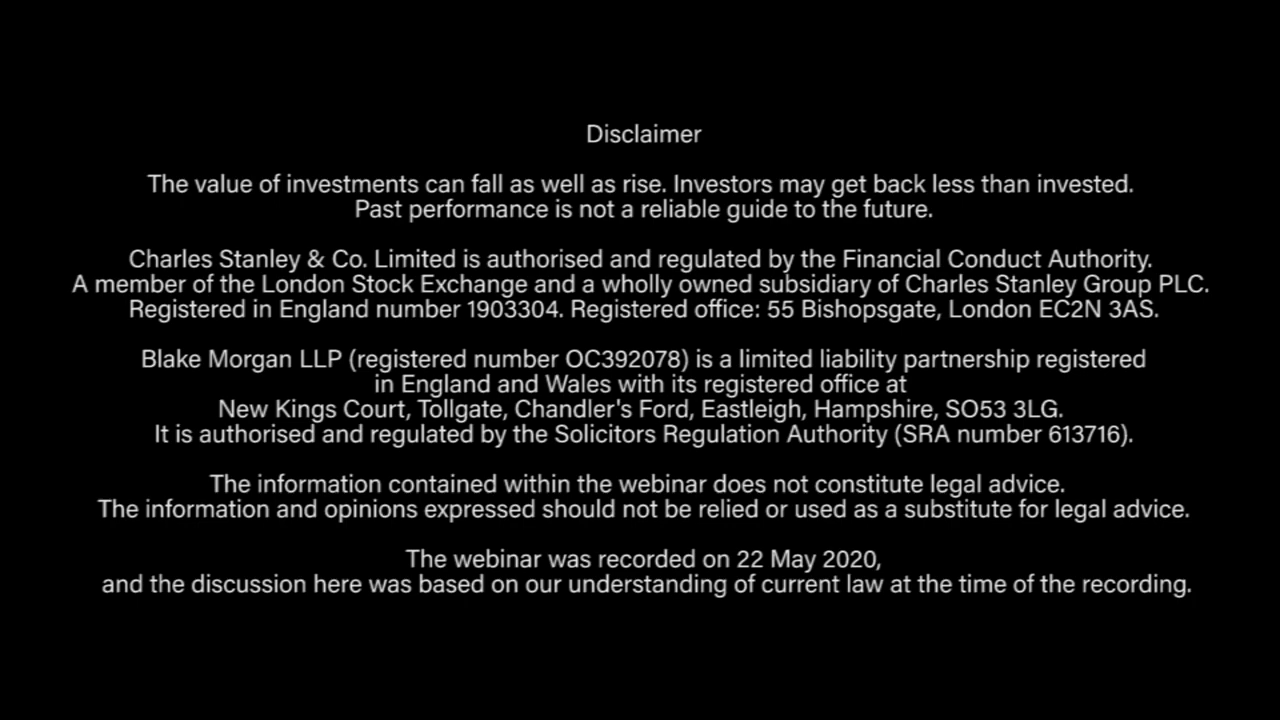 Disclaimer
The value of investments can fall as well as rise. Investors may get back less than invested.
Past performance is not a reliable guide to the future.
Charles Stanley & Co. Limited is authorised and regulated by the Financial Conduct Authority.
A member of the London Stock Exchange and a wholly owned subsidiary of Charles Stanley Group PLC.
Registered in England number 1903304. Registered office: 55 Bishopsgate, London EC2N 3AS.
Blake Morgan LLP (registered number OC392078) is a limited liability partnership registered
in England and Wales with its registered office at
New Kings Court, Tollgate, Chandler's Ford, Eastleigh, Hampshire, SO53 3LG.
It is authorised and regulated by the Solicitors Regulation Authority (SRA number 613716).
The information contained within the webinar does not constitute legal advice.
The information and opinions expressed should not be relied or used as a substitute for legal advice.
The webinar was recorded on 22 May 2020,
and the discussion here was based on our understanding of current law at the time of the recording.